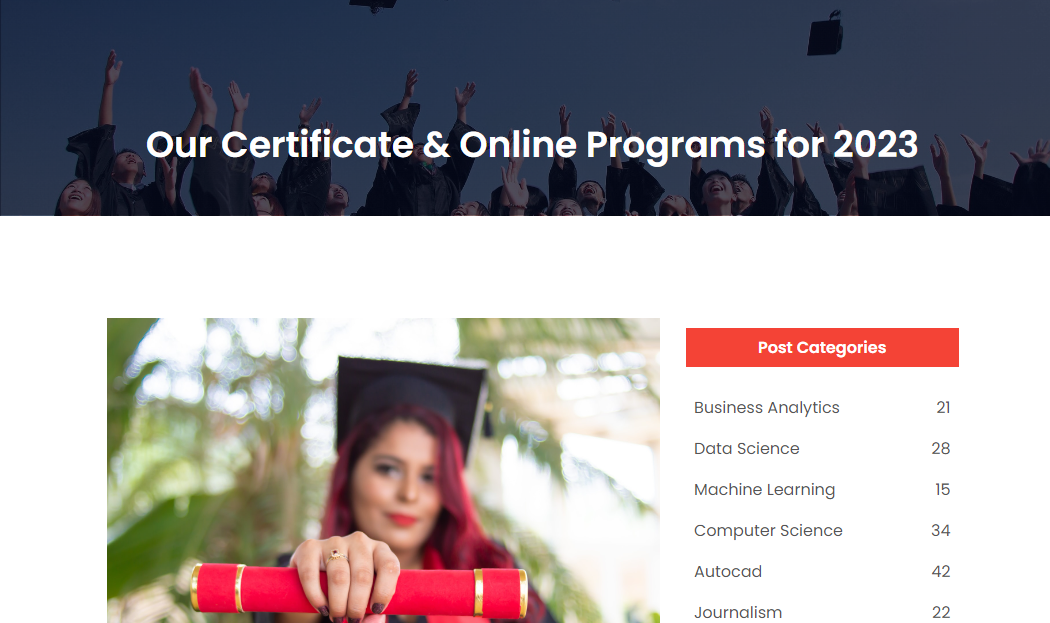 Our Certificate & Online Programs for 2023
Post Categories
Business Analytics 21
Data Science 28
Machine Learning 15
Computer Science 34
Autocad 42
Journalism 22